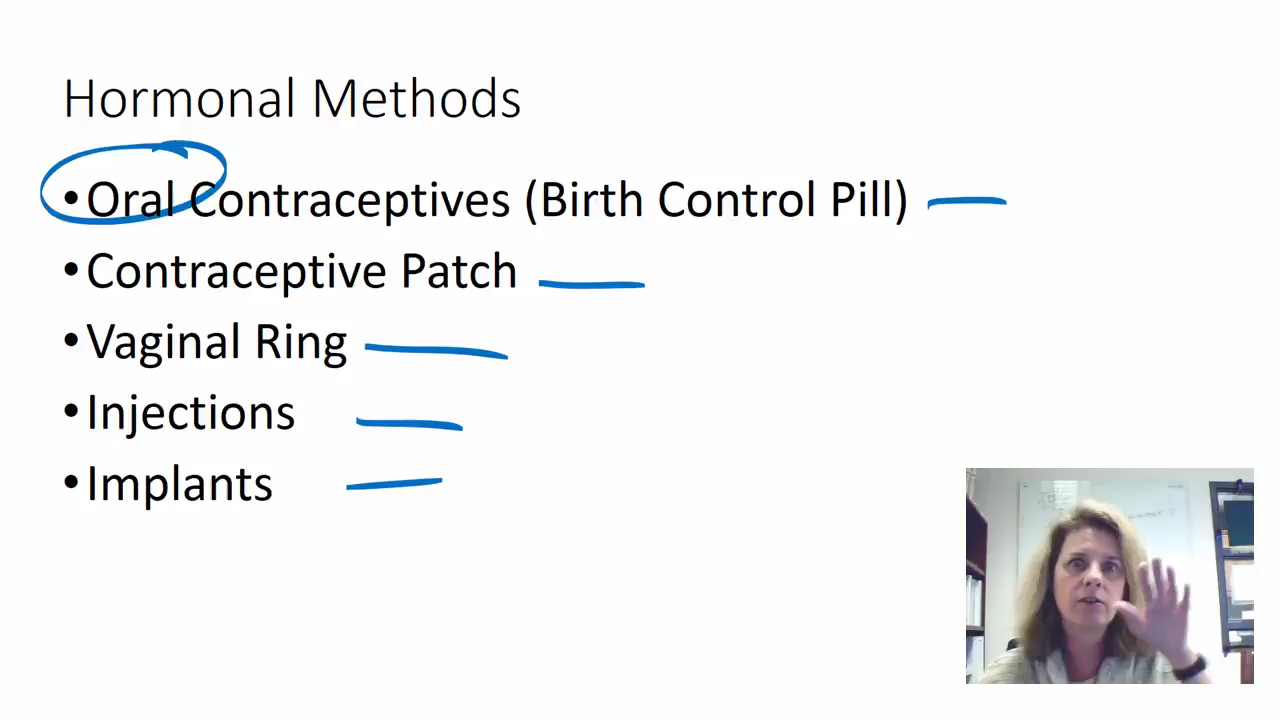 Hormonal Methods
• Oral Contraceptives (Birth Control Pill)
• Contraceptive Patch
• Vaginal Ring
• Injections
• Implants